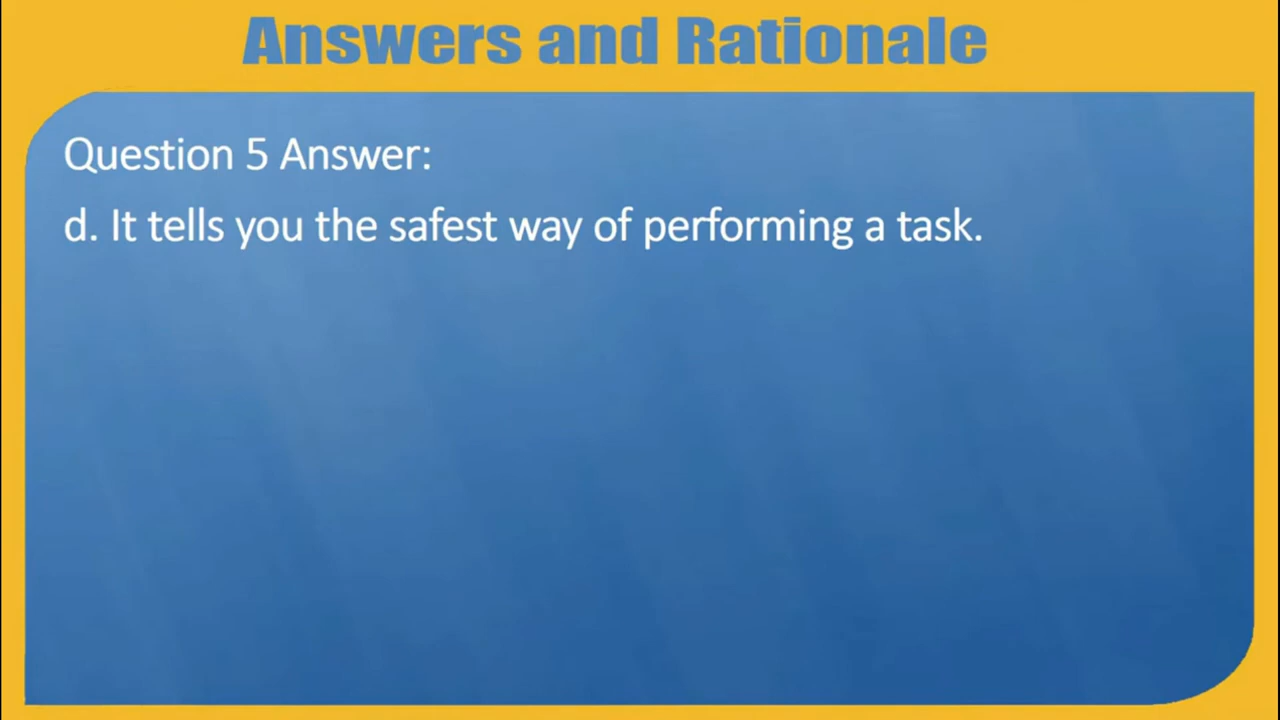 Answers and Rationale
Question 5 Answer:
d. It tells you the safest way of performing a task.